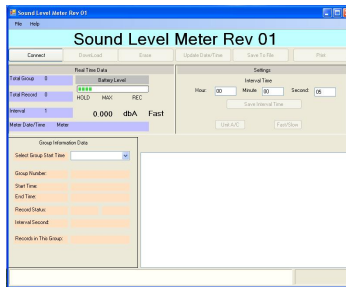 Sound Level Meter Rev 01
File Help
Sound Level Meter Rev 01
Connect DownLoad Erase Update Date/Time Save To File Print
Total Group 0
Total Record 0
Interval 1
Meter Date/Time Meter
Real Time Data
Battery Level
HOLD MAX REC
0.000 dbA Fast
Settings
Interval Time
Hour: 00 Minute 00 Second 05
Save Interval Time
Unit A/C Fast/Slow
Group Information Data
Select Group Start Time
Group Number:
Start Time:
End Time:
Record Status:
Interval Second:
Records in This Group: